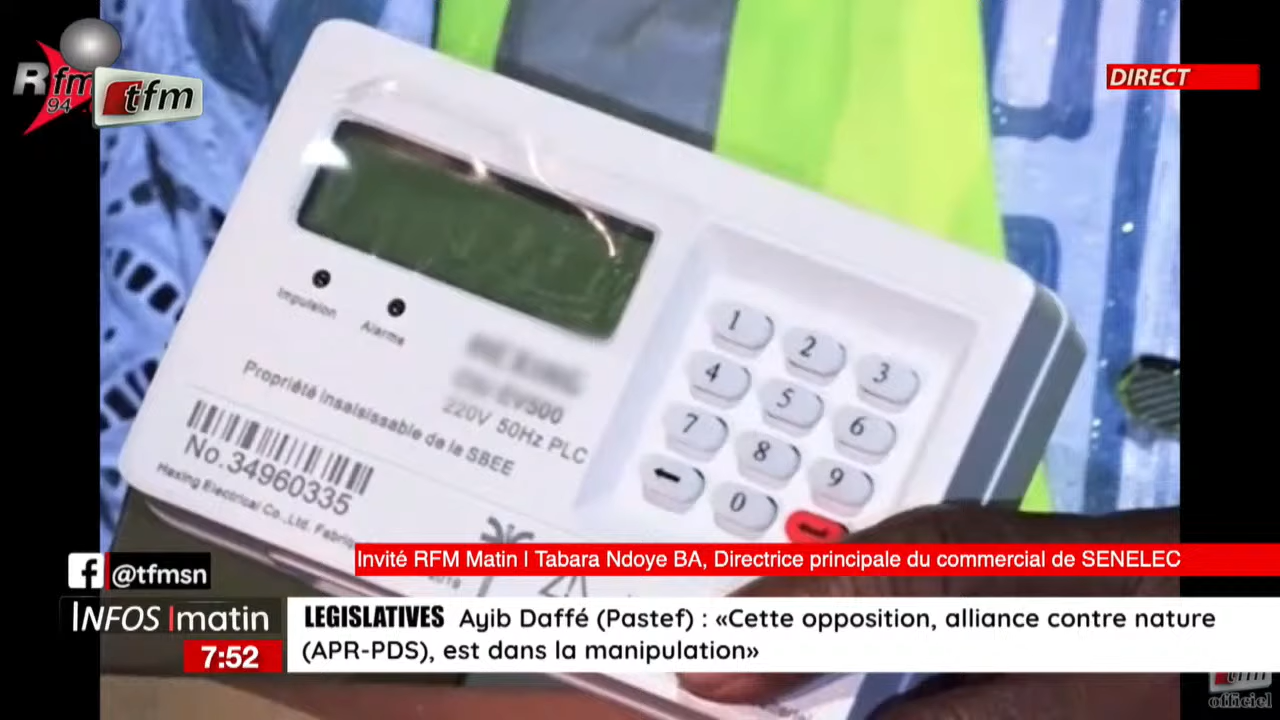 Rfm
94
tfm
DIRECT
Impulsion
Alarme
220V 50Hz PLC
Propriété insaisissable de la SBEE
No.34960335
Hexing Electrical Co.,Ltd.
1
2
3
4
5
6
7
8
9
0
Invité RFM Matin I Tabara Ndoye BA, Directrice principale du commercial de SENELEC
@tfmsn
INFOS matin
7:52
LEGISLATIVES Ayib Daffé (Pastef) : «Cette opposition, alliance contre nature
(APR-PDS), est dans la manipulation»
tfm
officiel